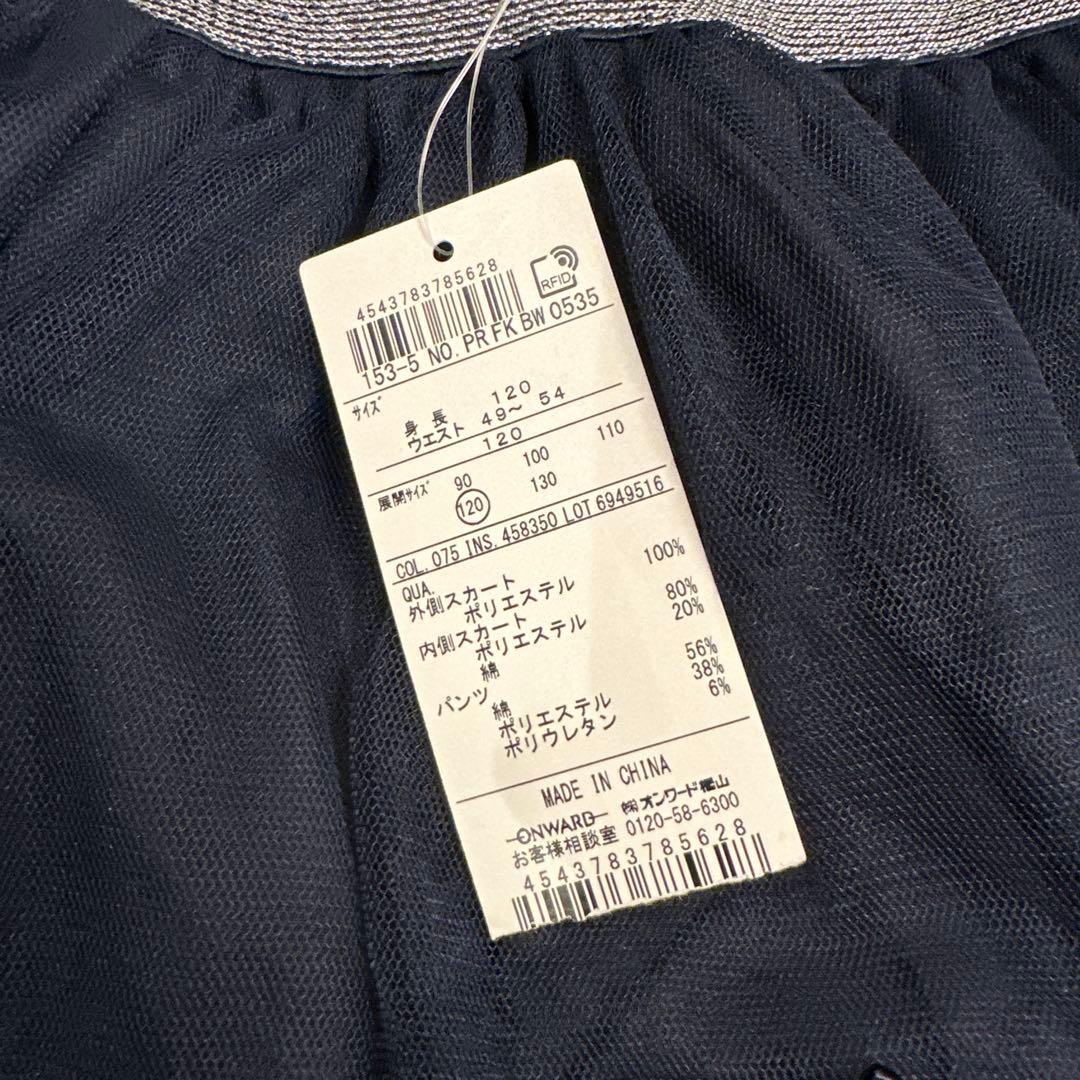 4543783785628
RFID
153-5 NO. PRFKBW0535
サイズ
身長 120
ウエスト 49~ 54
120
展開サイズ 90 100 110
120 130
COL. 075 INS. 458350 LOT 6949516
QUA.
外側スカート
ポリエステル 100%
内側スカート
ポリエステル 80%
綿 20%
パンツ
綿 56%
ポリエステル 38%
ポリウレタン 6%
MADE IN CHINA
ONWARD ㈱オンワード樫山
お客様相談室 0120-58-6300
4543783785628